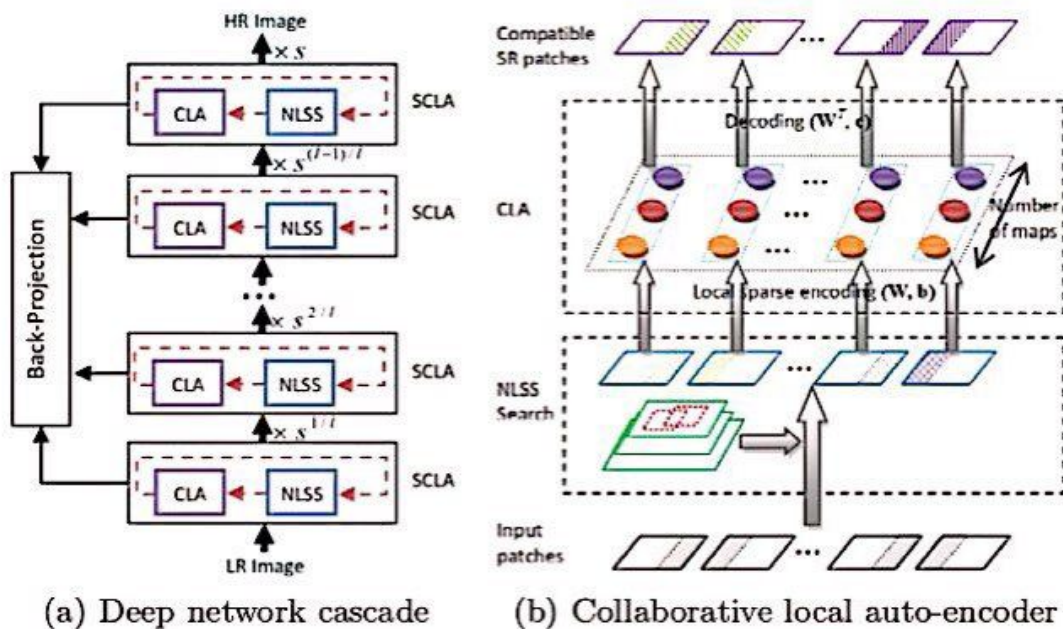 HR Image
× s
CLA
NLSS
SCLA
× s^(l-1)/l
CLA
NLSS
SCLA
Back-Projection
...
× s^2/l
CLA
NLSS
SCLA
× s^1/l
CLA
NLSS
SCLA
LR Image
(a) Deep network cascade
Compatible
SR patches
...
Decoding (W^T, c)
CLA
...
...
...
Number
of maps
Local sparse encoding (W, b)
NLSS
Search
...
Input
patches
...
(b) Collaborative local auto-encoder